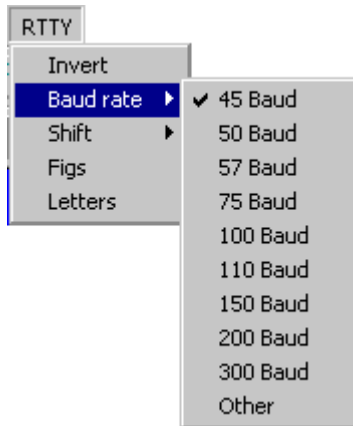 RTTY
Invert
Baud rate
Shift
Figs
Letters
45 Baud
50 Baud
57 Baud
75 Baud
100 Baud
110 Baud
150 Baud
200 Baud
300 Baud
Other